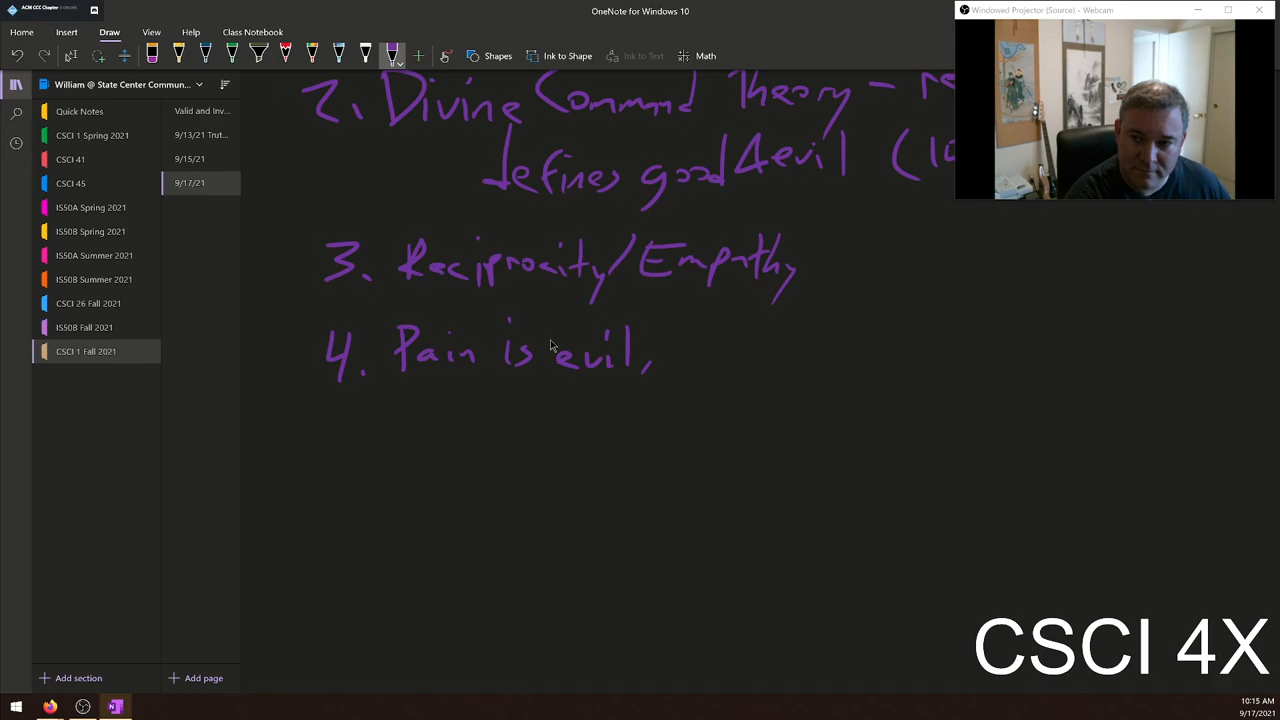 ACM CCC Chapter
OneNote for Windows 10
Windowed Projector (Source) - Webcam
Home Insert Draw View Help Class Notebook
Shapes Ink to Shape Ink to Text Math
William @ State Center Commun...
Quick Notes
CSCI 1 Spring 2021
CSCI 41
CSCI 45
IS50A Spring 2021
IS50B Spring 2021
IS50A Summer 2021
IS50B Summer 2021
CSCI 26 Fall 2021
IS50B Fall 2021
CSCI 1 Fall 2021
Add section
Valid and Inv...
9/13/21 Trut...
9/15/21
9/17/21
Add page
2. Divine Command Theory - re
defines good & evil (
3. Reciprocity/Empathy
4. Pain is evil,
CSCI 4X
10:15 AM
9/17/2021